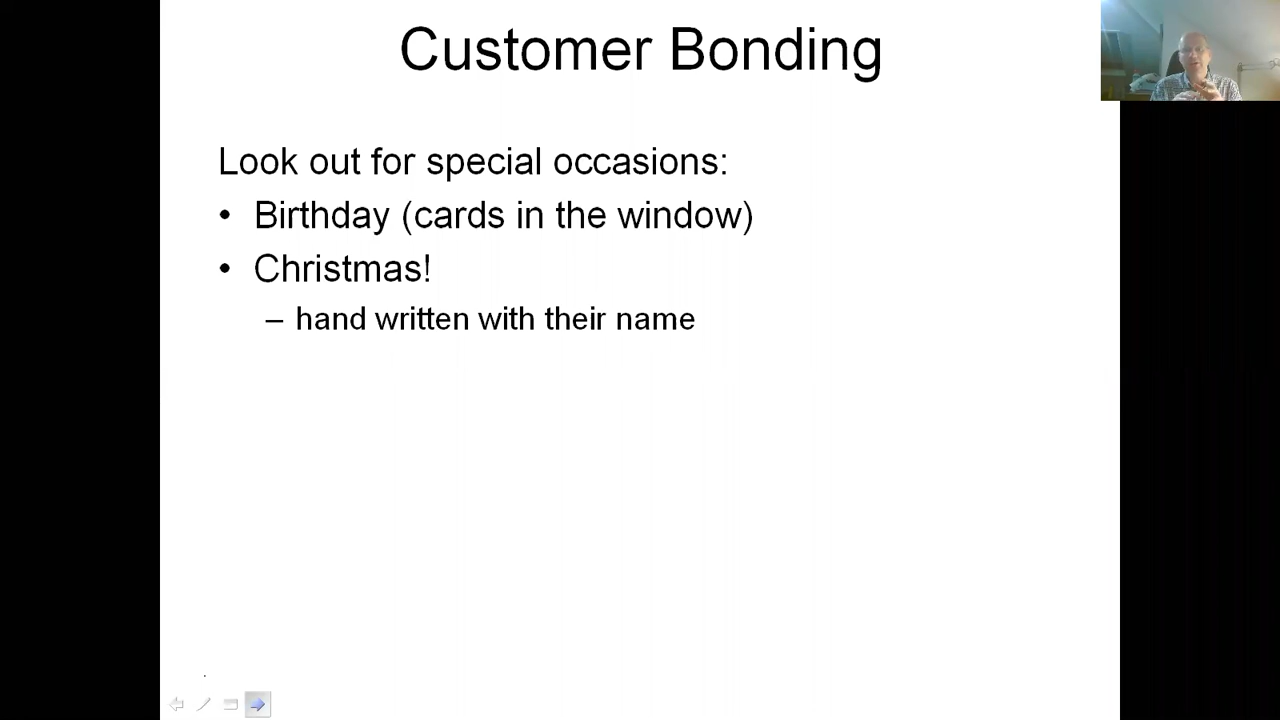 Customer Bonding
Look out for special occasions:
• Birthday (cards in the window)
• Christmas!
– hand written with their name